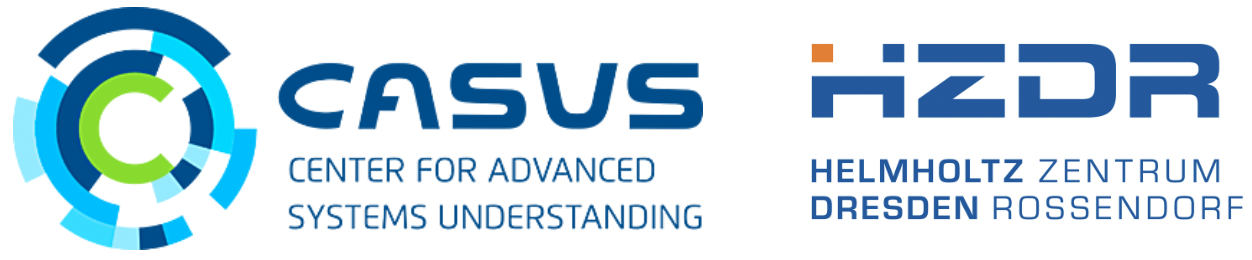 CASUS
CENTER FOR ADVANCED
SYSTEMS UNDERSTANDING
HZDR
HELMHOLTZ ZENTRUM
DRESDEN ROSSENDORF